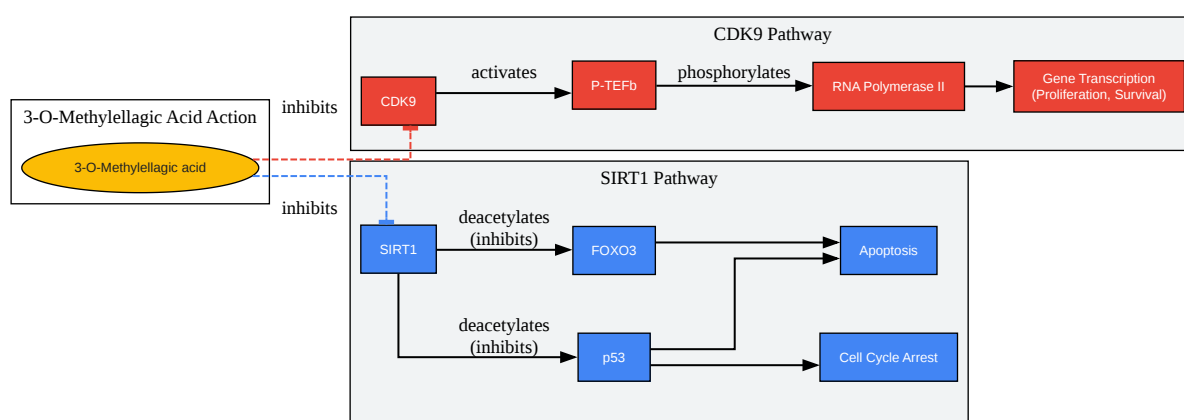 CDK9 Pathway
activates
phosphorylates
CDK9
P-TEFb
RNA Polymerase II
Gene Transcription
(Proliferation, Survival)
inhibits
3-O-Methylellagic Acid Action
3-O-Methylellagic acid
inhibits
SIRT1 Pathway
deacetylates
(inhibits)
SIRT1
FOXO3
Apoptosis
deacetylates
(inhibits)
p53
Cell Cycle Arrest